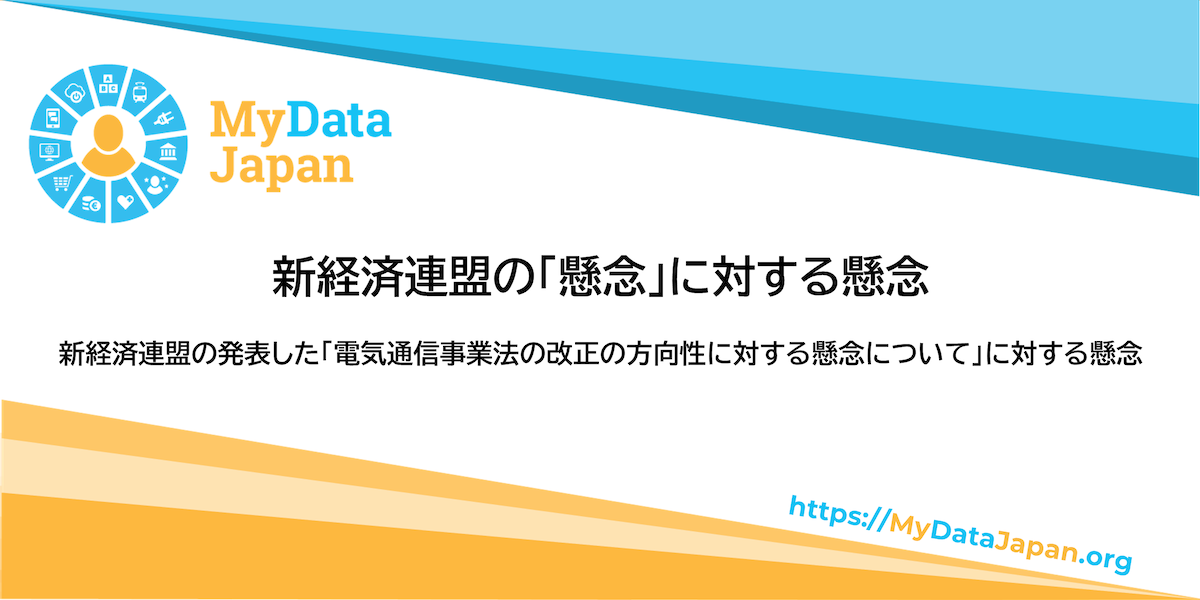 MyData
Japan
新経済連盟の「懸念」に対する懸念
新経済連盟の発表した「電気通信事業法の改正の方向性に対する懸念について」に対する懸念
https://MyDataJapan.org
A
B C